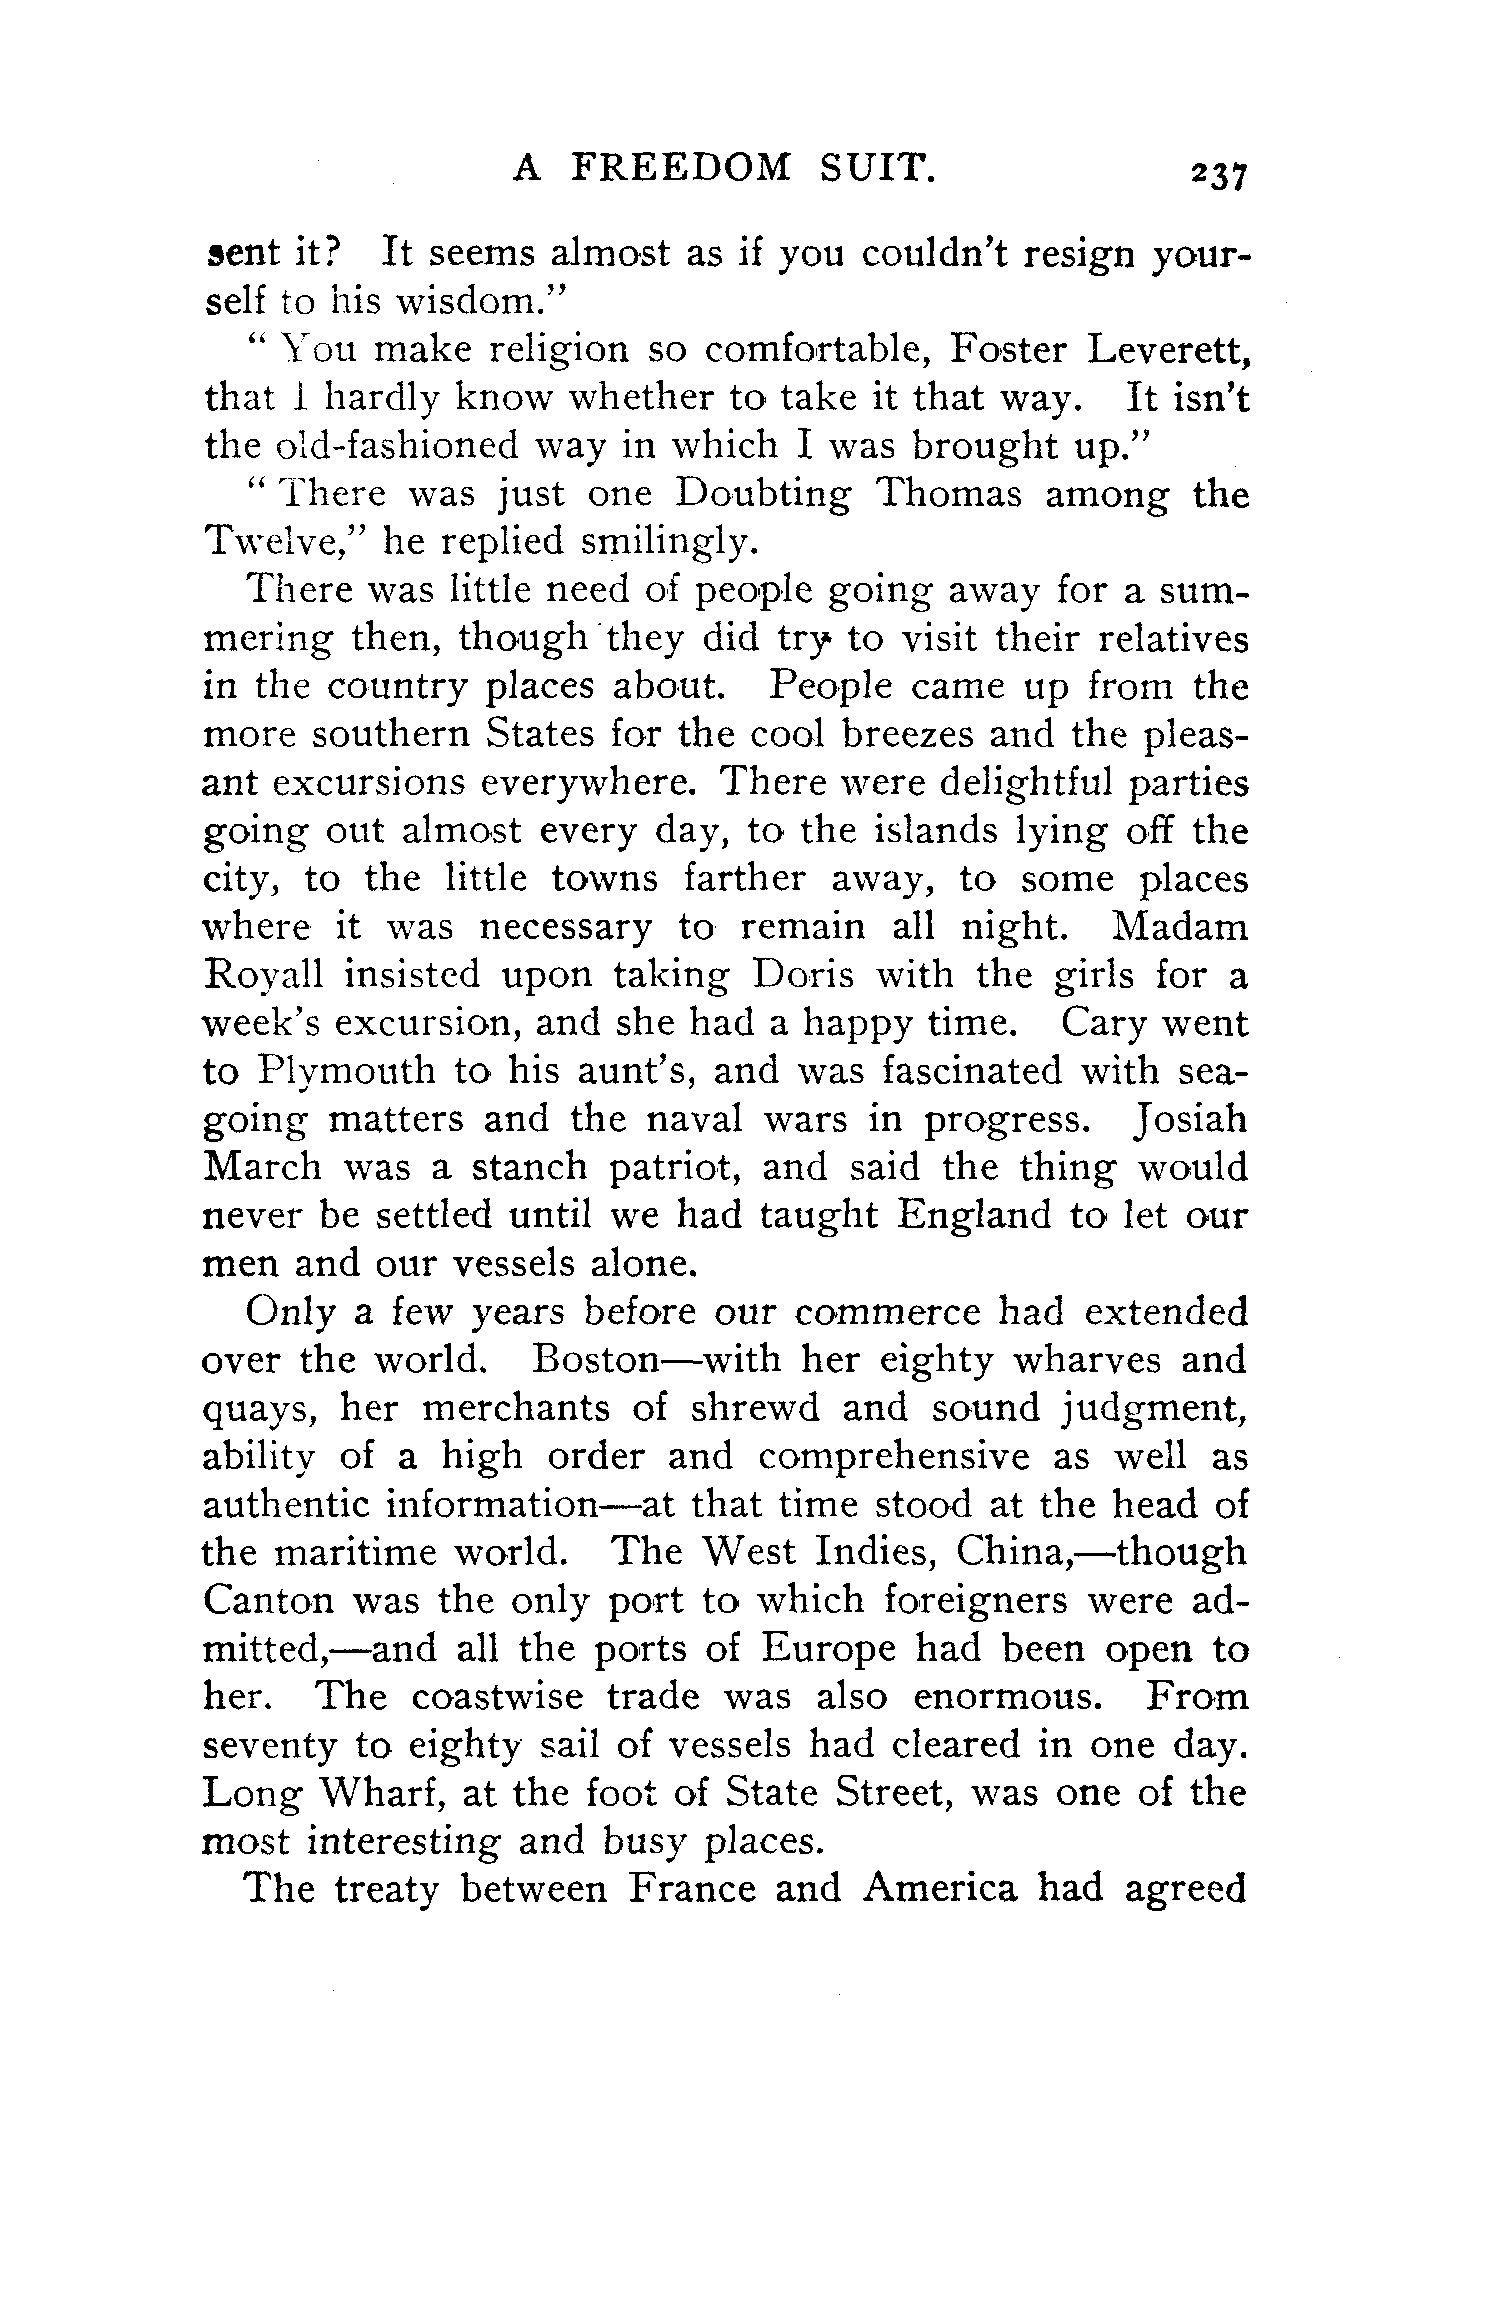 A FREEDOM SUIT. 237
sent it? It seems almost as if you couldn't resign your-
self to his wisdom."
"You make religion so comfortable, Foster Leverett,
that I hardly know whether to take it that way. It isn't
the old-fashioned way in which I was brought up."
"There was just one Doubting Thomas among the
Twelve," he replied smilingly.
There was little need of people going away for a sum-
mering then, though they did try to visit their relatives
in the country places about. People came up from the
more southern States for the cool breezes and the pleas-
ant excursions everywhere. There were delightful parties
going out almost every day, to the islands lying off the
city, to the little towns farther away, to some places
where it was necessary to remain all night. Madam
Royall insisted upon taking Doris with the girls for a
week's excursion, and she had a happy time. Cary went
to Plymouth to his aunt's, and was fascinated with sea-
going matters and the naval wars in progress. Josiah
March was a stanch patriot, and said the thing would
never be settled until we had taught England to let our
men and our vessels alone.
Only a few years before our commerce had extended
over the world. Boston—with her eighty wharves and
quays, her merchants of shrewd and sound judgment,
ability of a high order and comprehensive as well as
authentic information—at that time stood at the head of
the maritime world. The West Indies, China,—though
Canton was the only port to which foreigners were ad-
mitted,—and all the ports of Europe had been open to
her. The coastwise trade was also enormous. From
seventy to eighty sail of vessels had cleared in one day.
Long Wharf, at the foot of State Street, was one of the
most interesting and busy places.
The treaty between France and America had agreed